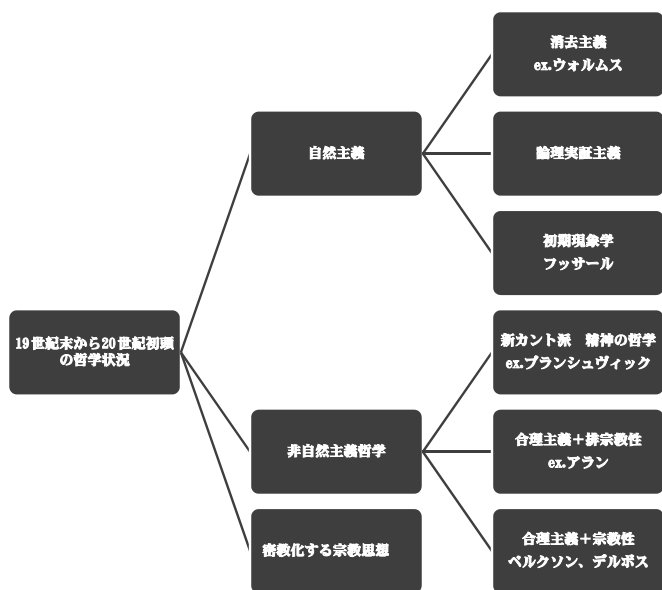 19世紀末から20世紀初頭
の哲学状況
自然主義
消去主義
ex.ウォルムス
論理実証主義
初期現象学
フッサール
非自然主義哲学
新カント派　精神の哲学
ex.ブランシュヴィック
合理主義＋排宗教性
ex.アラン
合理主義＋宗教性
ベルクソン、デルボス
密教化する宗教思想